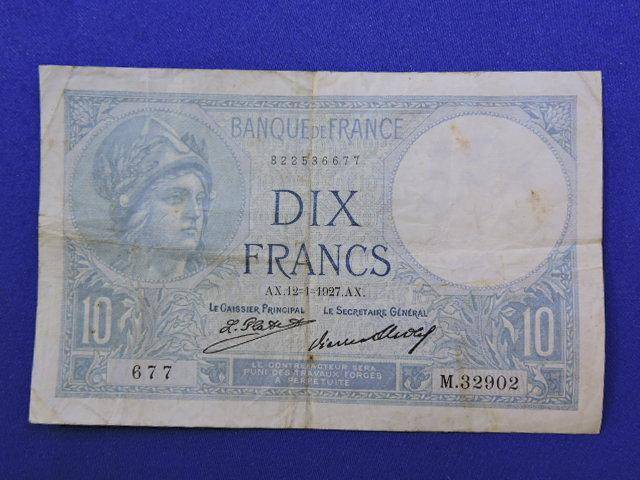 BANQUE DE FRANCE
822536677
DIX
FRANCS
AX.12=1=1927.AX.
LE CAISSIER PRINCIPAL LE SECRETAIRE GÉNÉRAL
10 10
677 LE CONTREFACTEUR SERA M.32902
PUNI DES TRAVAUX FORCÉS
A PERPETUITE